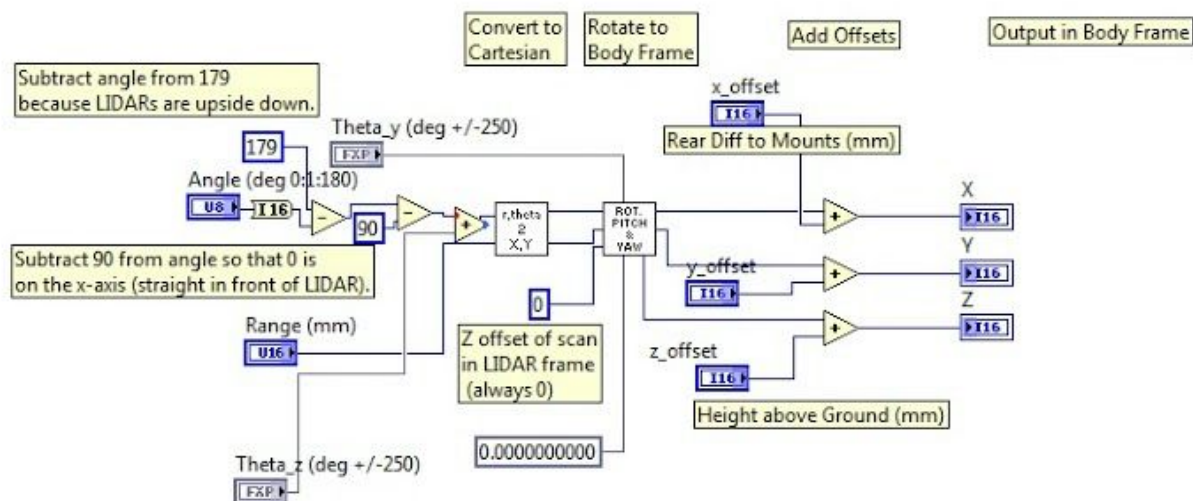 Convert to
Cartesian
Rotate to
Body Frame
Add Offsets
Output in Body Frame
Subtract angle from 179
because LIDARs are upside down.
x_offset
I16
Rear Diff to Mounts (mm)
Theta_y (deg +/-250)
FXP
179
Angle (deg 0:1:180)
U8
I16
90
r,theta
2
X,Y
ROT.
PITCH
&
YAW
X
I16
Subtract 90 from angle so that 0 is
on the x-axis (straight in front of LIDAR).
y_offset
I16
Y
I16
0
Z
I16
Range (mm)
U16
Z offset of scan
in LIDAR frame
(always 0)
z_offset
I16
Height above Ground (mm)
0.0000000000
Theta_z (deg +/-250)
FXP